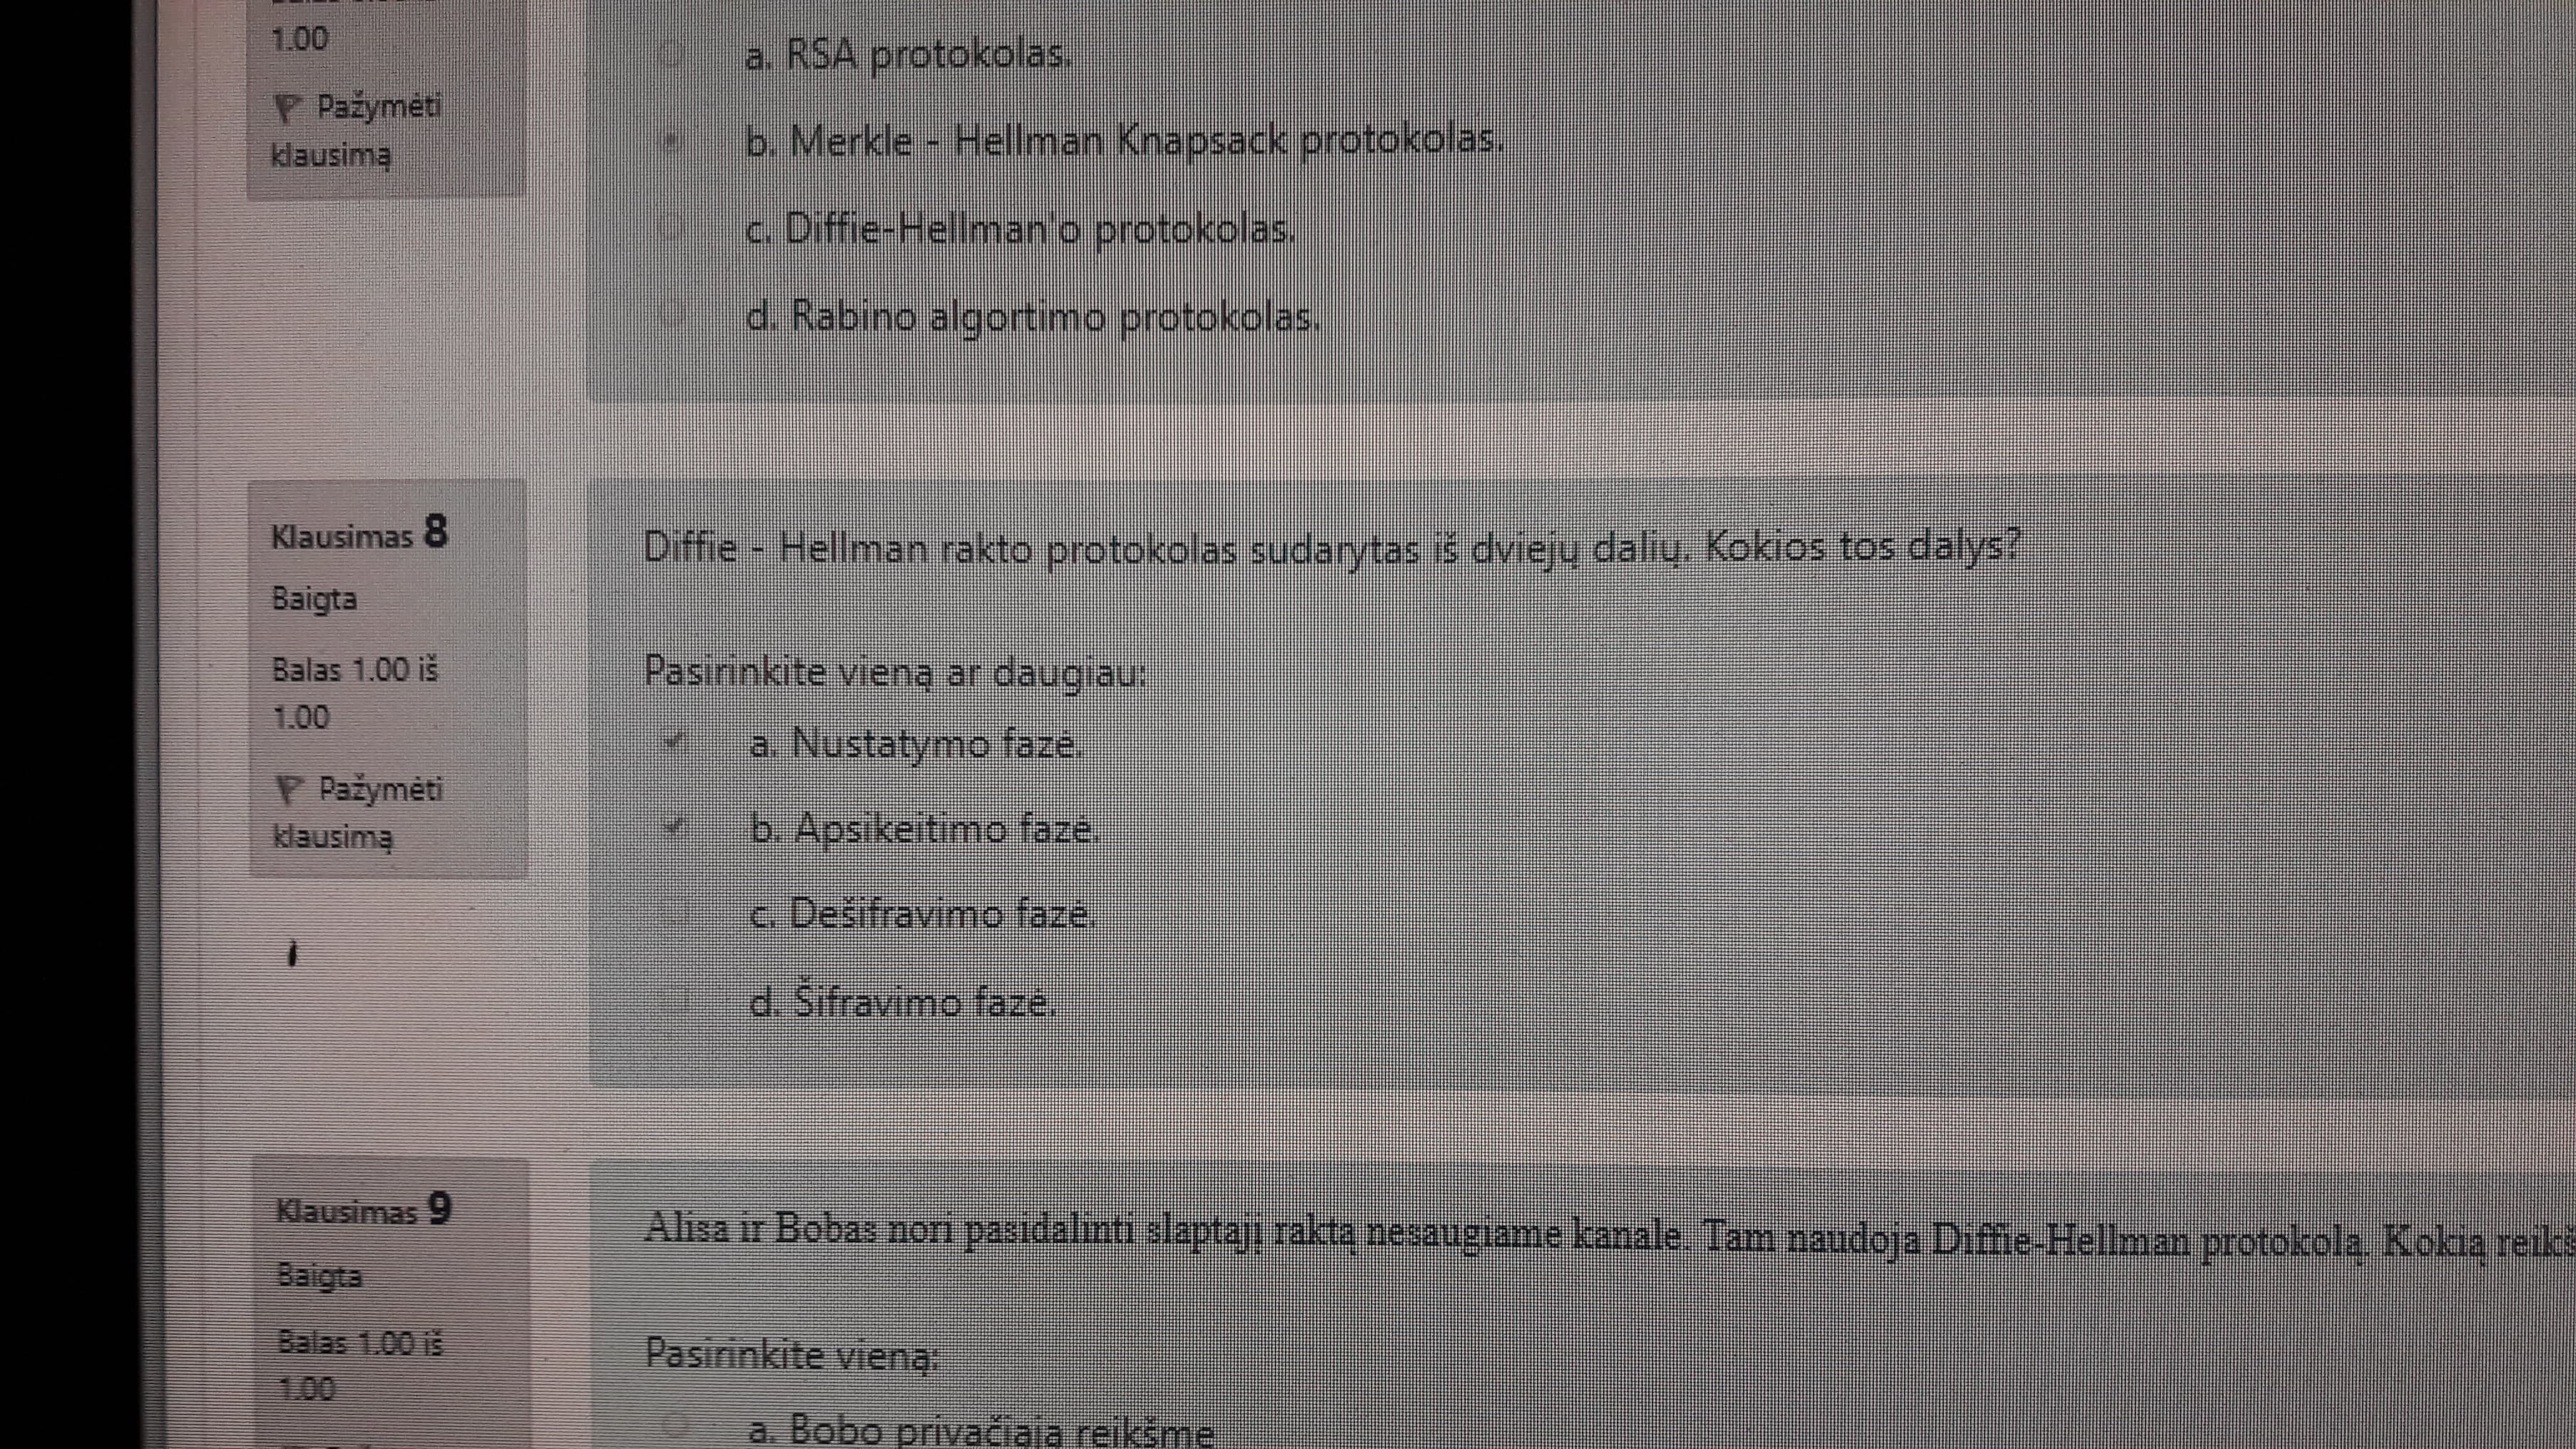 1.00
Pažymėti
klausimą
a. RSA protokolas.
b. Merkle - Hellman Knapsack protokolas.
c. Diffie-Hellman'o protokolas.
d. Rabino algortimo protokolas.
Klausimas 8
Baigta
Balas 1.00 iš
1.00
Pažymėti
klausimą
Diffie - Hellman rakto protokolas sudarytas iš dviejų dalių. Kokios tos dalys?
Pasirinkite vieną ar daugiau:
a. Nustatymo fazė.
b. Apsikeitimo fazė.
c. Dešifravimo fazė.
d. Šifravimo fazė.
Klausimas 9
Baigta
Balas 1.00 iš
1.00
Alisa ir Bobas nori pasidalinti slaptąjį raktą nesaugiame kanale. Tam naudoja Diffie-Hellman protokolą. Kokią
Pasirinkite vieną:
a. Bobo privačiąją reikšmę